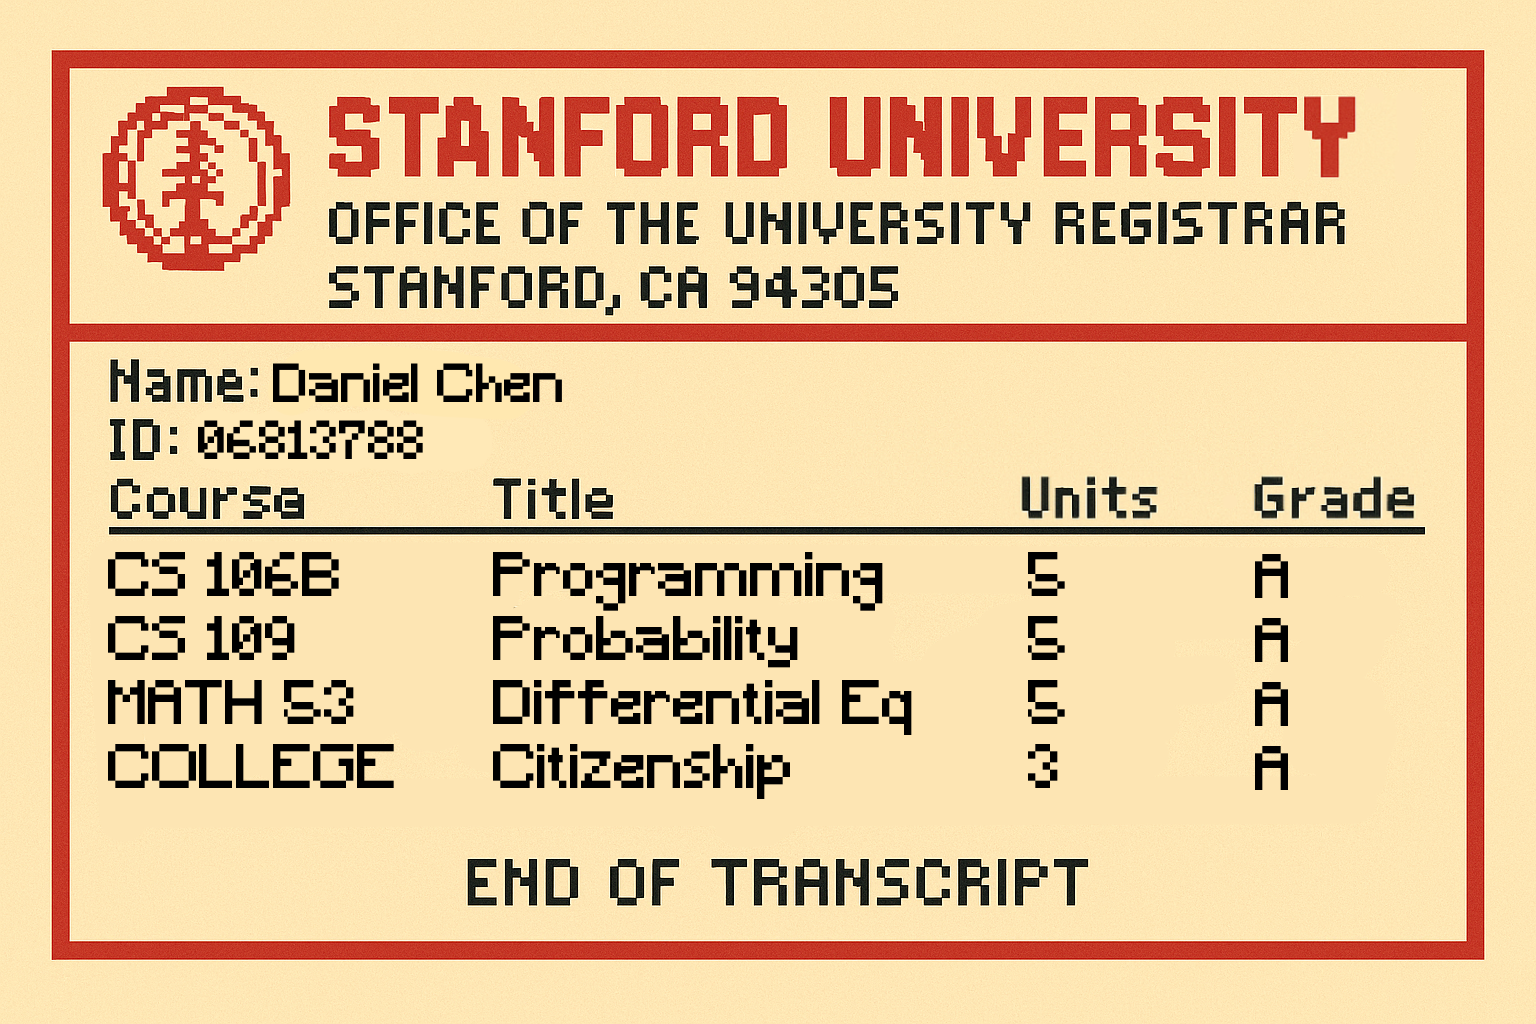 STANFORD UNIVERSITY
OFFICE OF THE UNIVERSITY REGISTRAR
STANFORD, CA 94305
Name: Daniel Chen
ID: 06813788
Course Title Units Grade
CS 106B Programming 5 A
CS 109 Probability 5 A
MATH 53 Differential Eq 5 A
COLLEGE Citizenship 3 A
END OF TRANSCRIPT